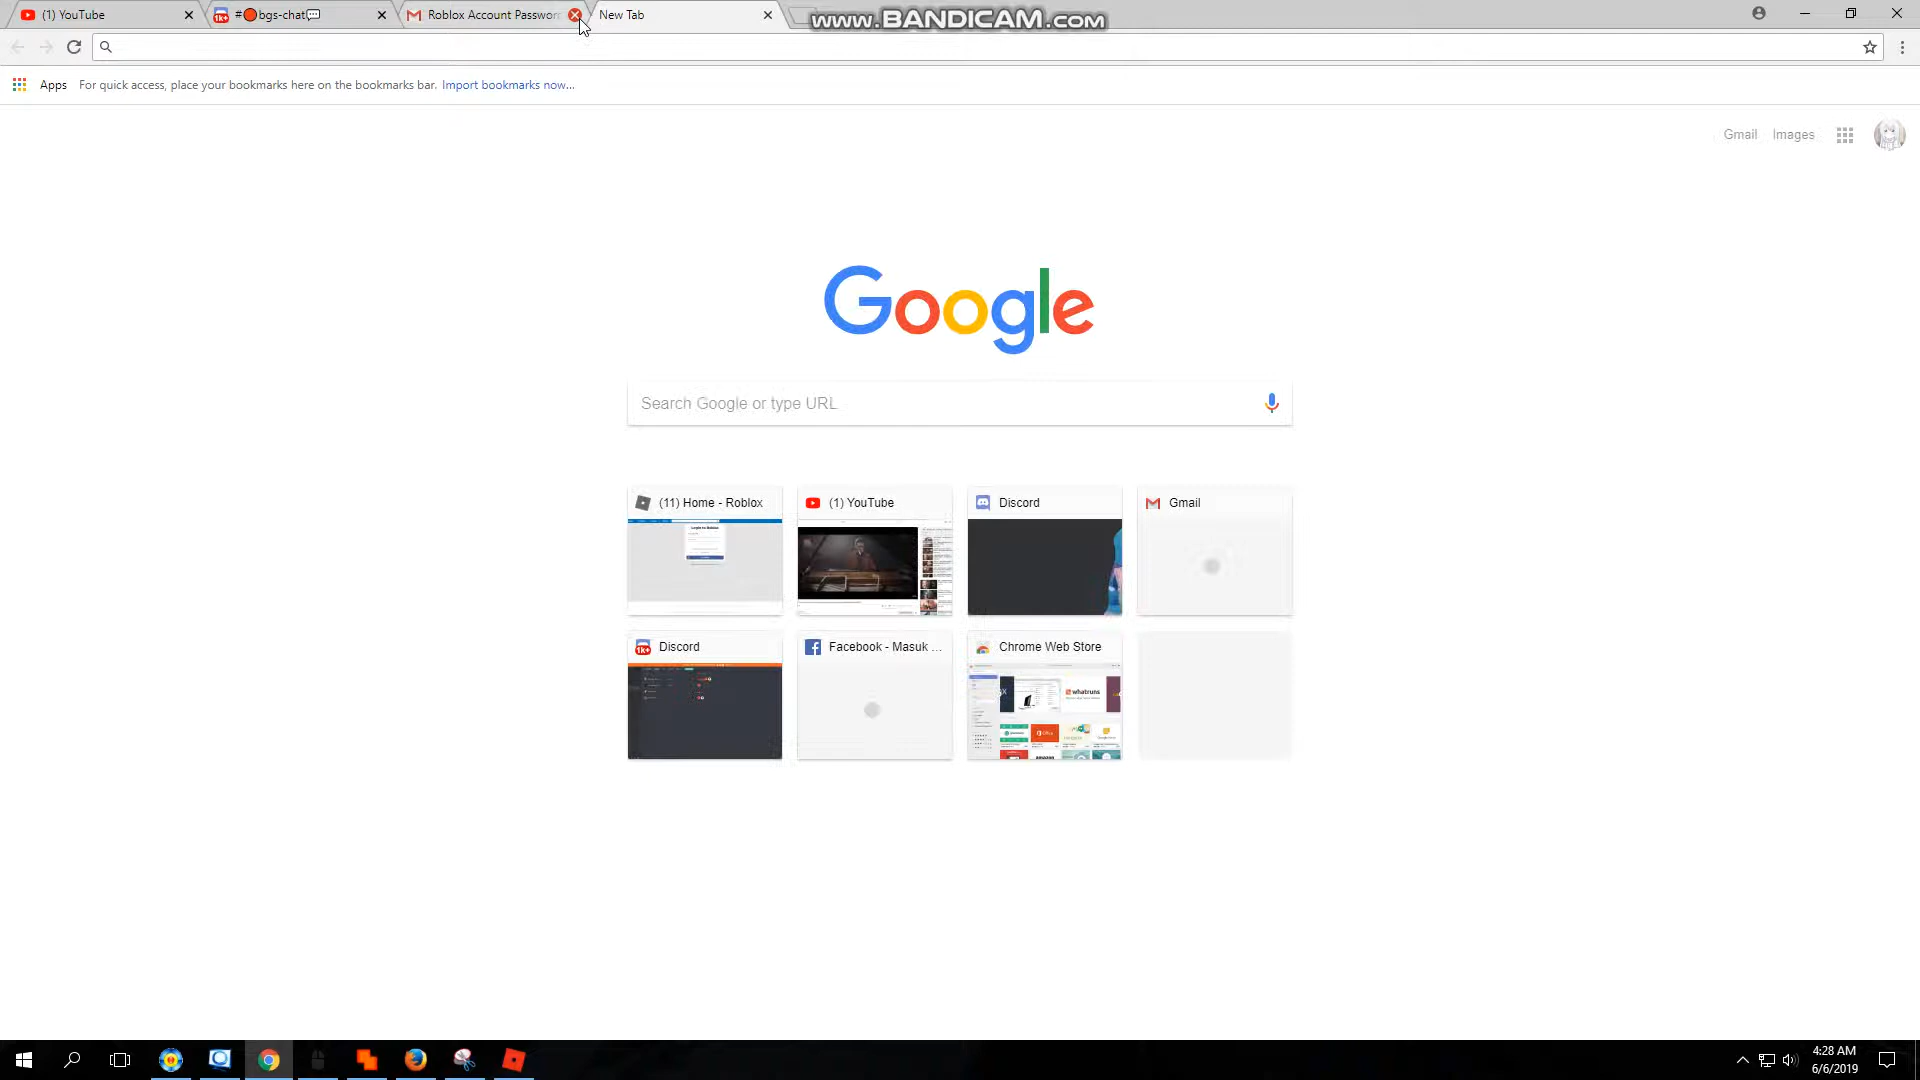 (1) YouTube
#🔴bgs-chat💬
Roblox Account Passwor
New Tab
www.BANDICAM.com
Apps
For quick access, place your bookmarks here on the bookmarks bar. Import bookmarks now...
Gmail
Images
Google
Search Google or type URL
(11) Home - Roblox
(1) YouTube
Discord
Gmail
Discord
Facebook - Masuk ...
Chrome Web Store
4:28 AM
6/6/2019